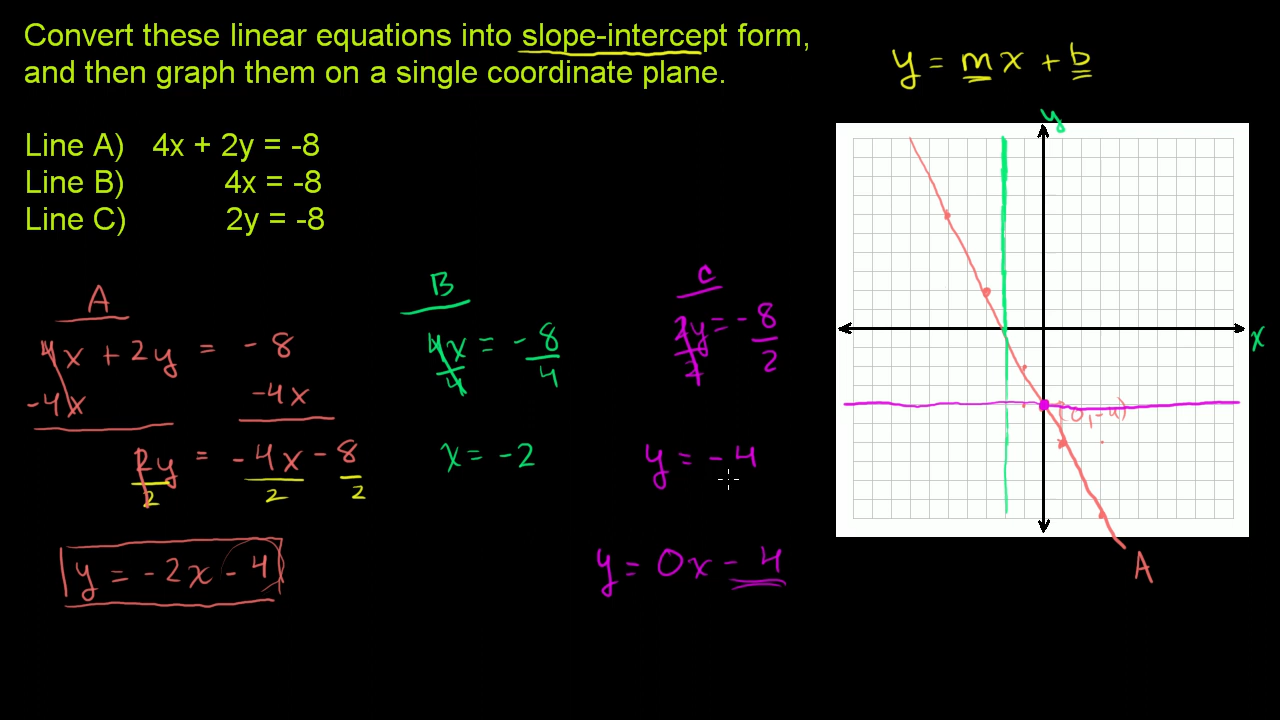 Convert these linear equations into slope-intercept form,
and then graph them on a single coordinate plane.
y = mx + b
Line A) 4x + 2y = -8
Line B) 4x = -8
Line C) 2y = -8
A
4x + 2y = -8
-4x -4x
2y = -4x - 8
2 2 2
y = -2x - 4
B
4x = -8
4 4
x = -2
C
2y = -8
2 2
y = -4
y = 0x - 4
y
x
(0,-4)
A